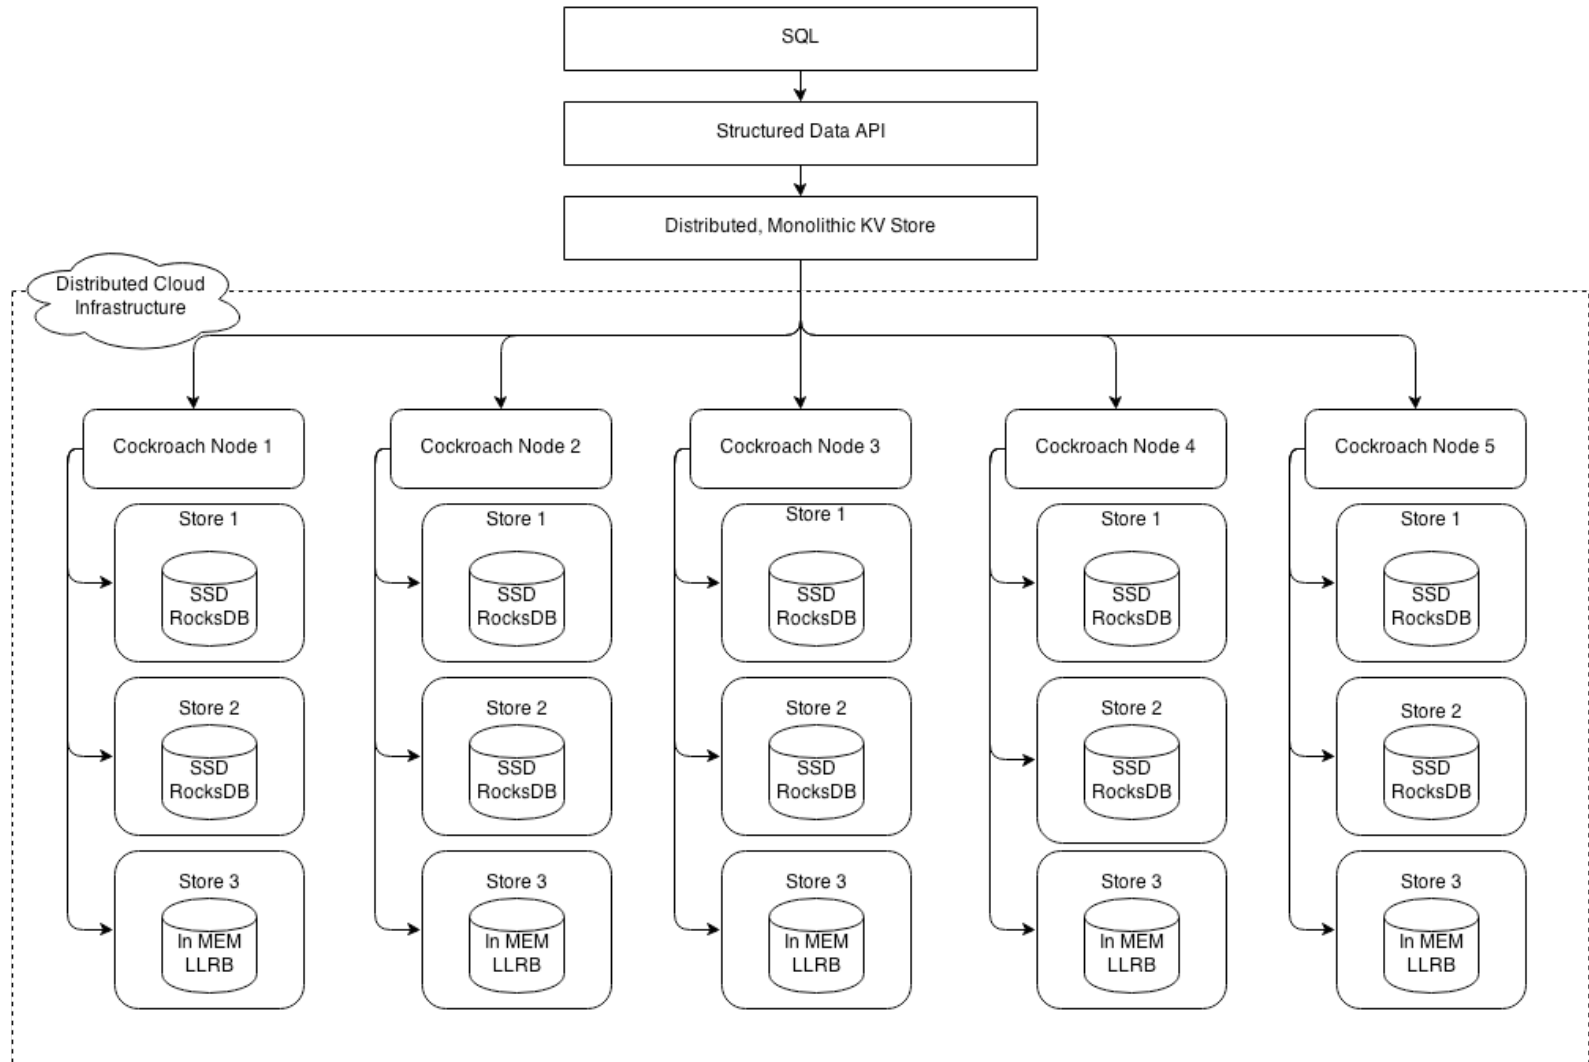 SQL
Structured Data API
Distributed, Monolithic KV Store
Distributed Cloud
Infrastructure
Cockroach Node 1
Store 1
SSD
RocksDB
Store 2
SSD
RocksDB
Store 3
In MEM
LLRB
Cockroach Node 2
Store 1
SSD
RocksDB
Store 2
SSD
RocksDB
Store 3
In MEM
LLRB
Cockroach Node 3
Store 1
SSD
RocksDB
Store 2
SSD
RocksDB
Store 3
In MEM
LLRB
Cockroach Node 4
Store 1
SSD
RocksDB
Store 2
SSD
RocksDB
Store 3
In MEM
LLRB
Cockroach Node 5
Store 1
SSD
RocksDB
Store 2
SSD
RocksDB
Store 3
In MEM
LLRB